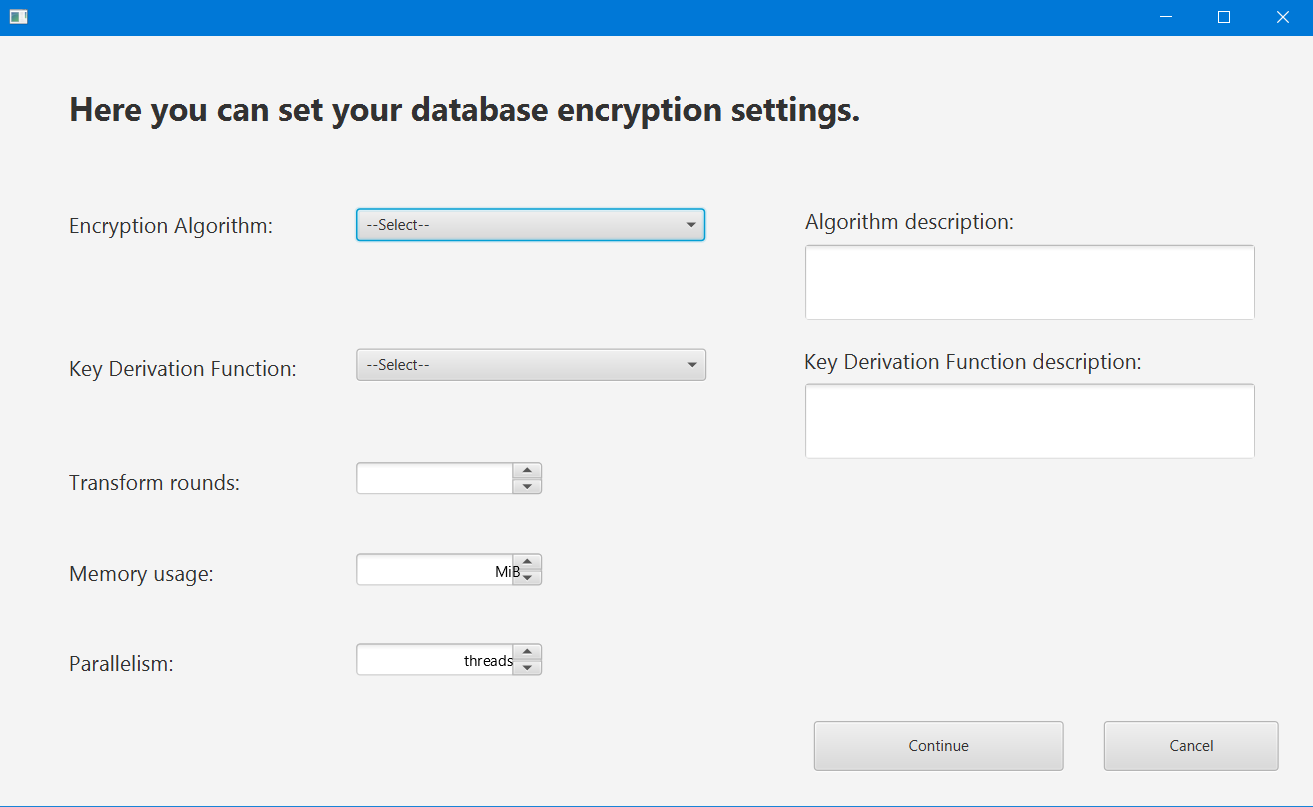 Here you can set your database encryption settings.
Encryption Algorithm:
--Select--
Algorithm description:
Key Derivation Function:
--Select--
Key Derivation Function description:
Transform rounds:
Memory usage:
MiB
Parallelism:
threads
Continue
Cancel